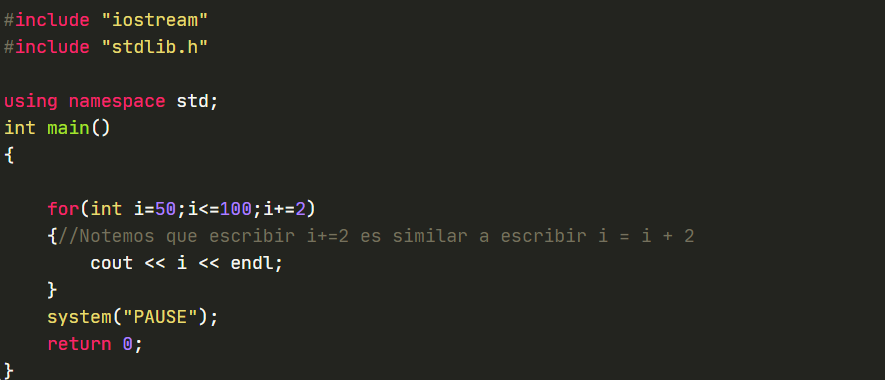 #include "iostream"
#include "stdlib.h"
using namespace std;
int main()
{
for(int i=50;i<=100;i+=2)
{//Notemos que escribir i+=2 es similar a escribir i = i + 2
cout << i << endl;
}
system("PAUSE");
return 0;
}